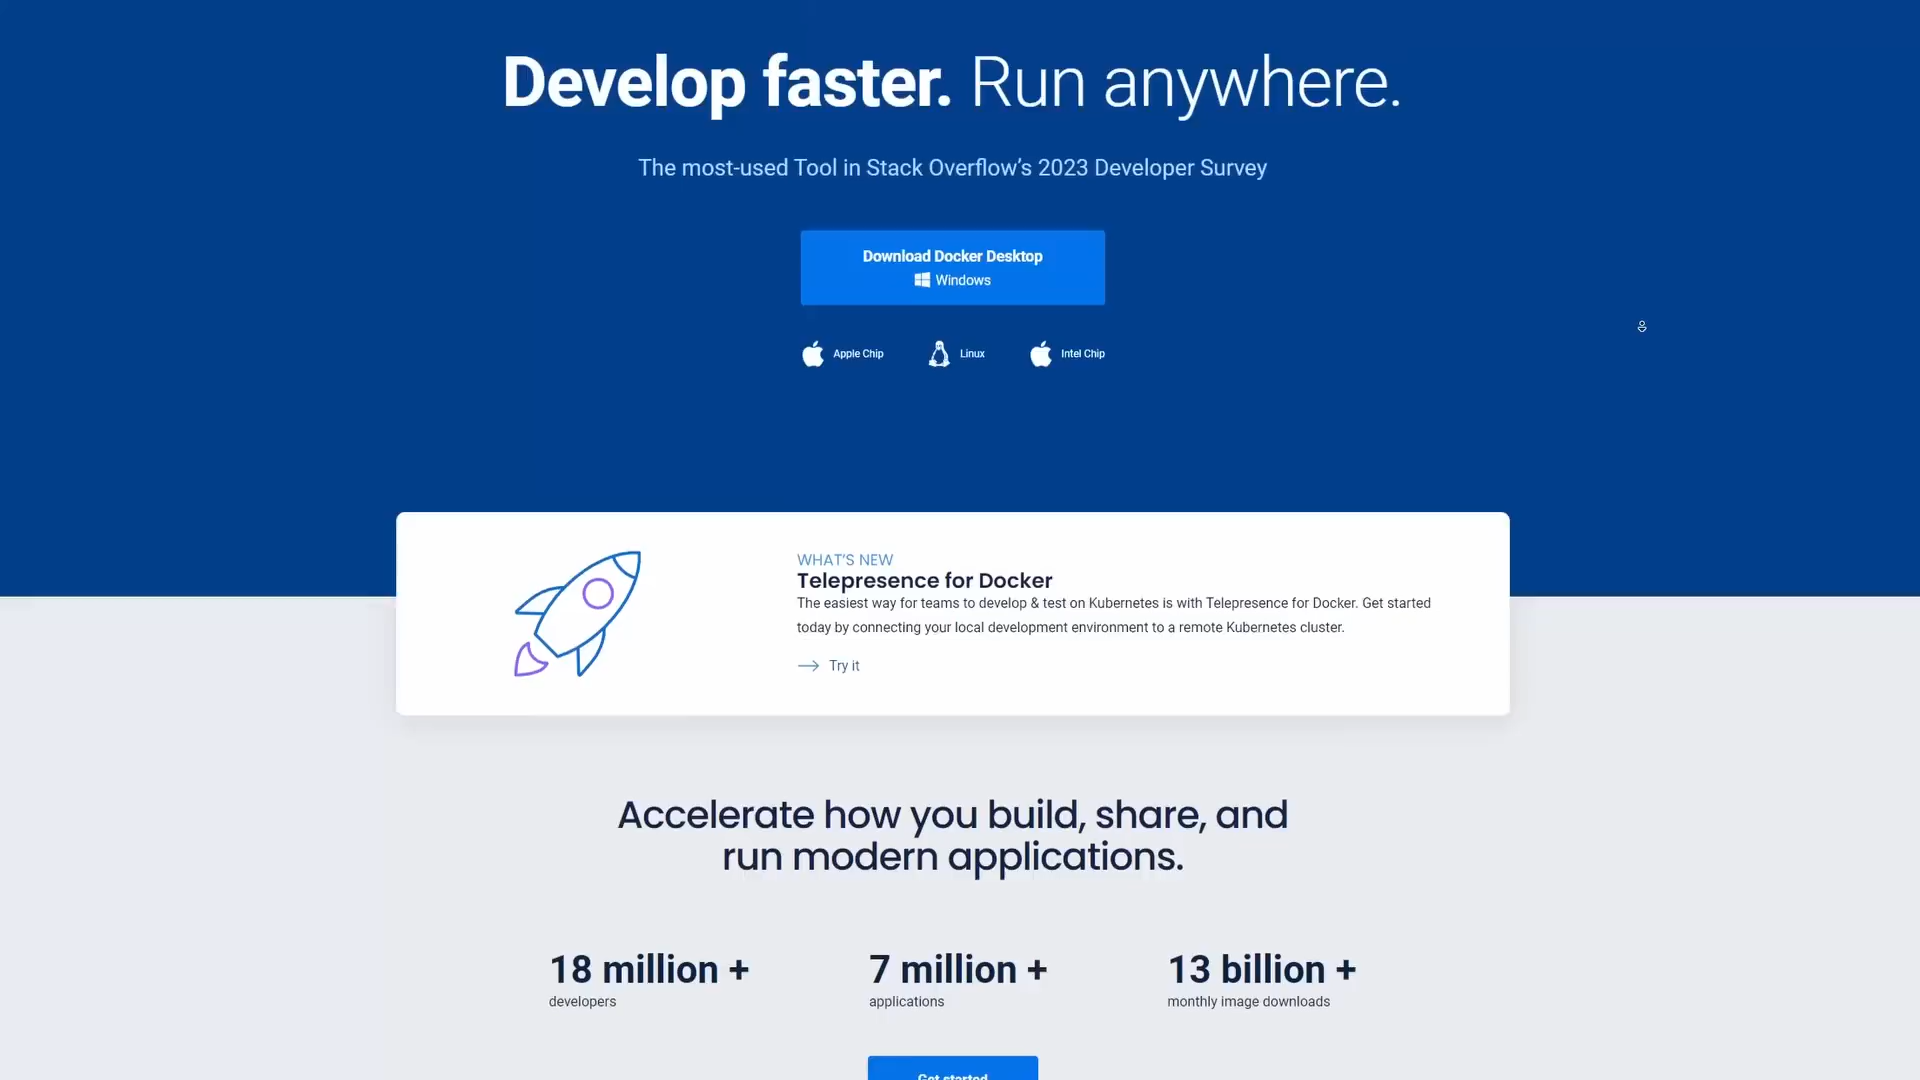 Develop faster. Run anywhere.
The most-used Tool in Stack Overflow’s 2023 Developer Survey
Download Docker Desktop
Windows
Apple Chip
Linux
Intel Chip
WHAT’S NEW
Telepresence for Docker
The easiest way for teams to develop & test on Kubernetes is with Telepresence for Docker. Get started
today by connecting your local development environment to a remote Kubernetes cluster.
Try it
Accelerate how you build, share, and
run modern applications.
18 million +
developers
7 million +
applications
13 billion +
monthly image downloads
Get started